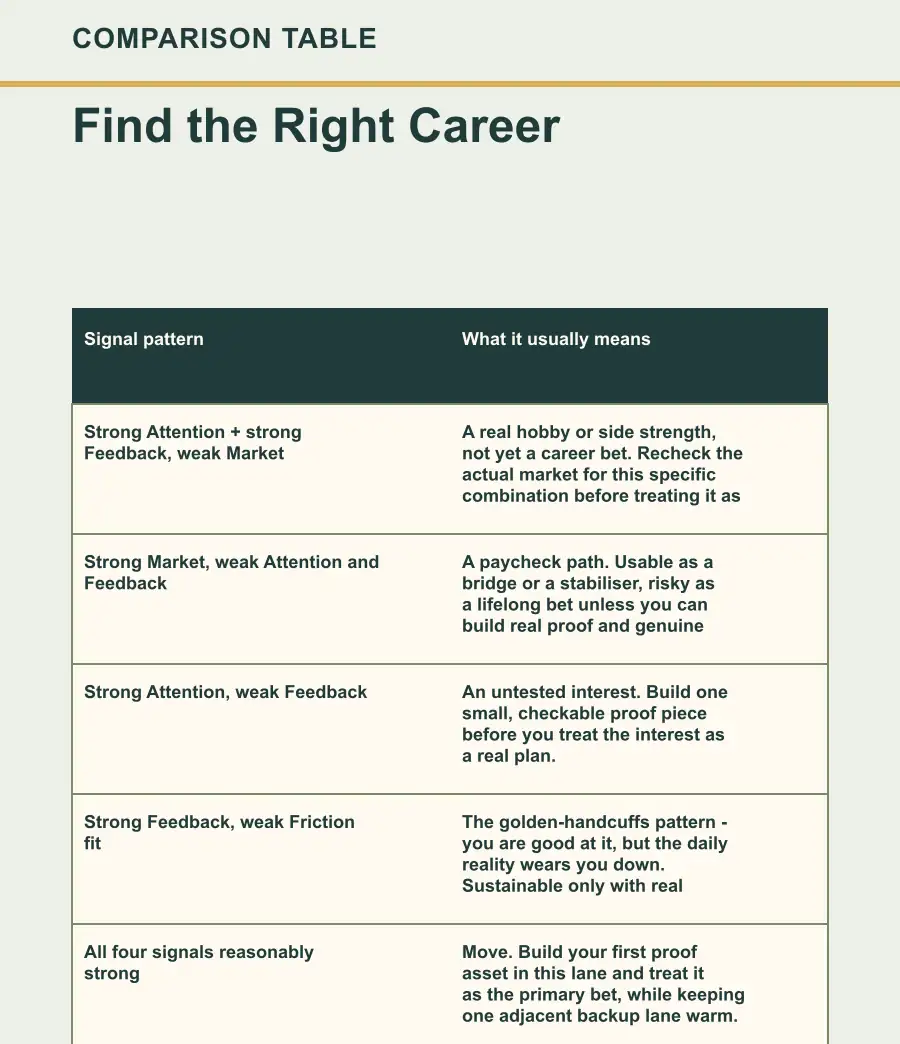 COMPARISON TABLE
Find the Right Career
Signal pattern
What it usually means
Strong Attention + strong
Feedback, weak Market
A real hobby or side strength,
not yet a career bet. Recheck the
actual market for this specific
combination before treating it as
Strong Market, weak Attention and
Feedback
A paycheck path. Usable as a
bridge or a stabiliser, risky as
a lifelong bet unless you can
build real proof and genuine
Strong Attention, weak Feedback
An untested interest. Build one
small, checkable proof piece
before you treat the interest as
a real plan.
Strong Feedback, weak Friction
fit
The golden-handcuffs pattern -
you are good at it, but the daily
reality wears you down.
Sustainable only with real
All four signals reasonably
strong
Move. Build your first proof
asset in this lane and treat it
as the primary bet, while keeping
one adjacent backup lane warm.